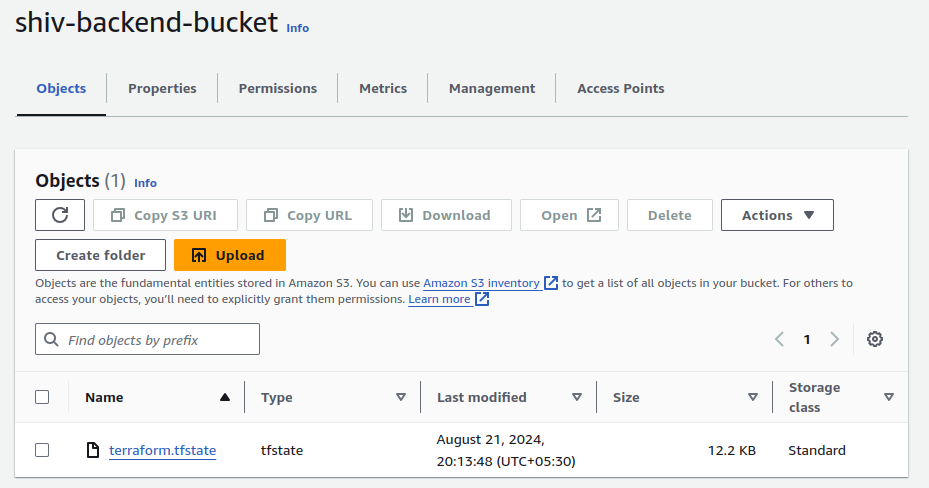 shiv-backend-bucket Info
Objects Properties Permissions Metrics Management Access Points
Objects (1) Info
Copy S3 URI Copy URL Download Open Delete Actions
Create folder Upload
Objects are the fundamental entities stored in Amazon S3. You can use Amazon S3 inventory to get a list of all objects in your bucket. For others to
access your objects, you’ll need to explicitly grant them permissions. Learn more
Find objects by prefix 1
Name Type Last modified Size Storage
class
terraform.tfstate tfstate August 21, 2024,
20:13:48 (UTC+05:30) 12.2 KB Standard